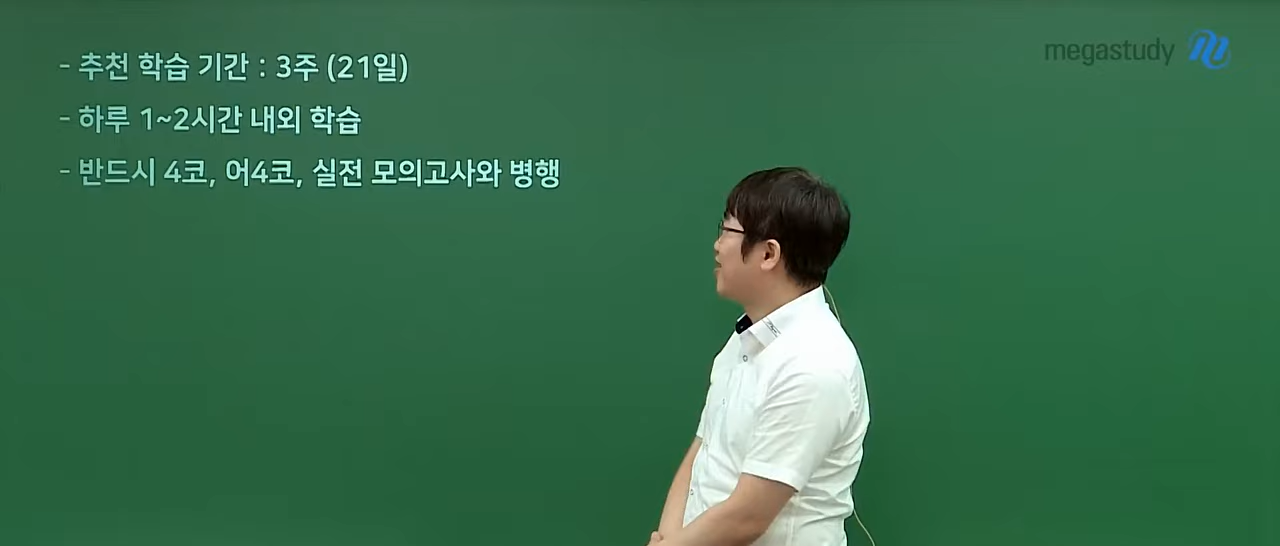 - 추천 학습 기간 : 3주 (21일)
megastudy
- 하루 1~2시간 내외 학습
- 반드시 4코, 어4코, 실전 모의고사와 병행